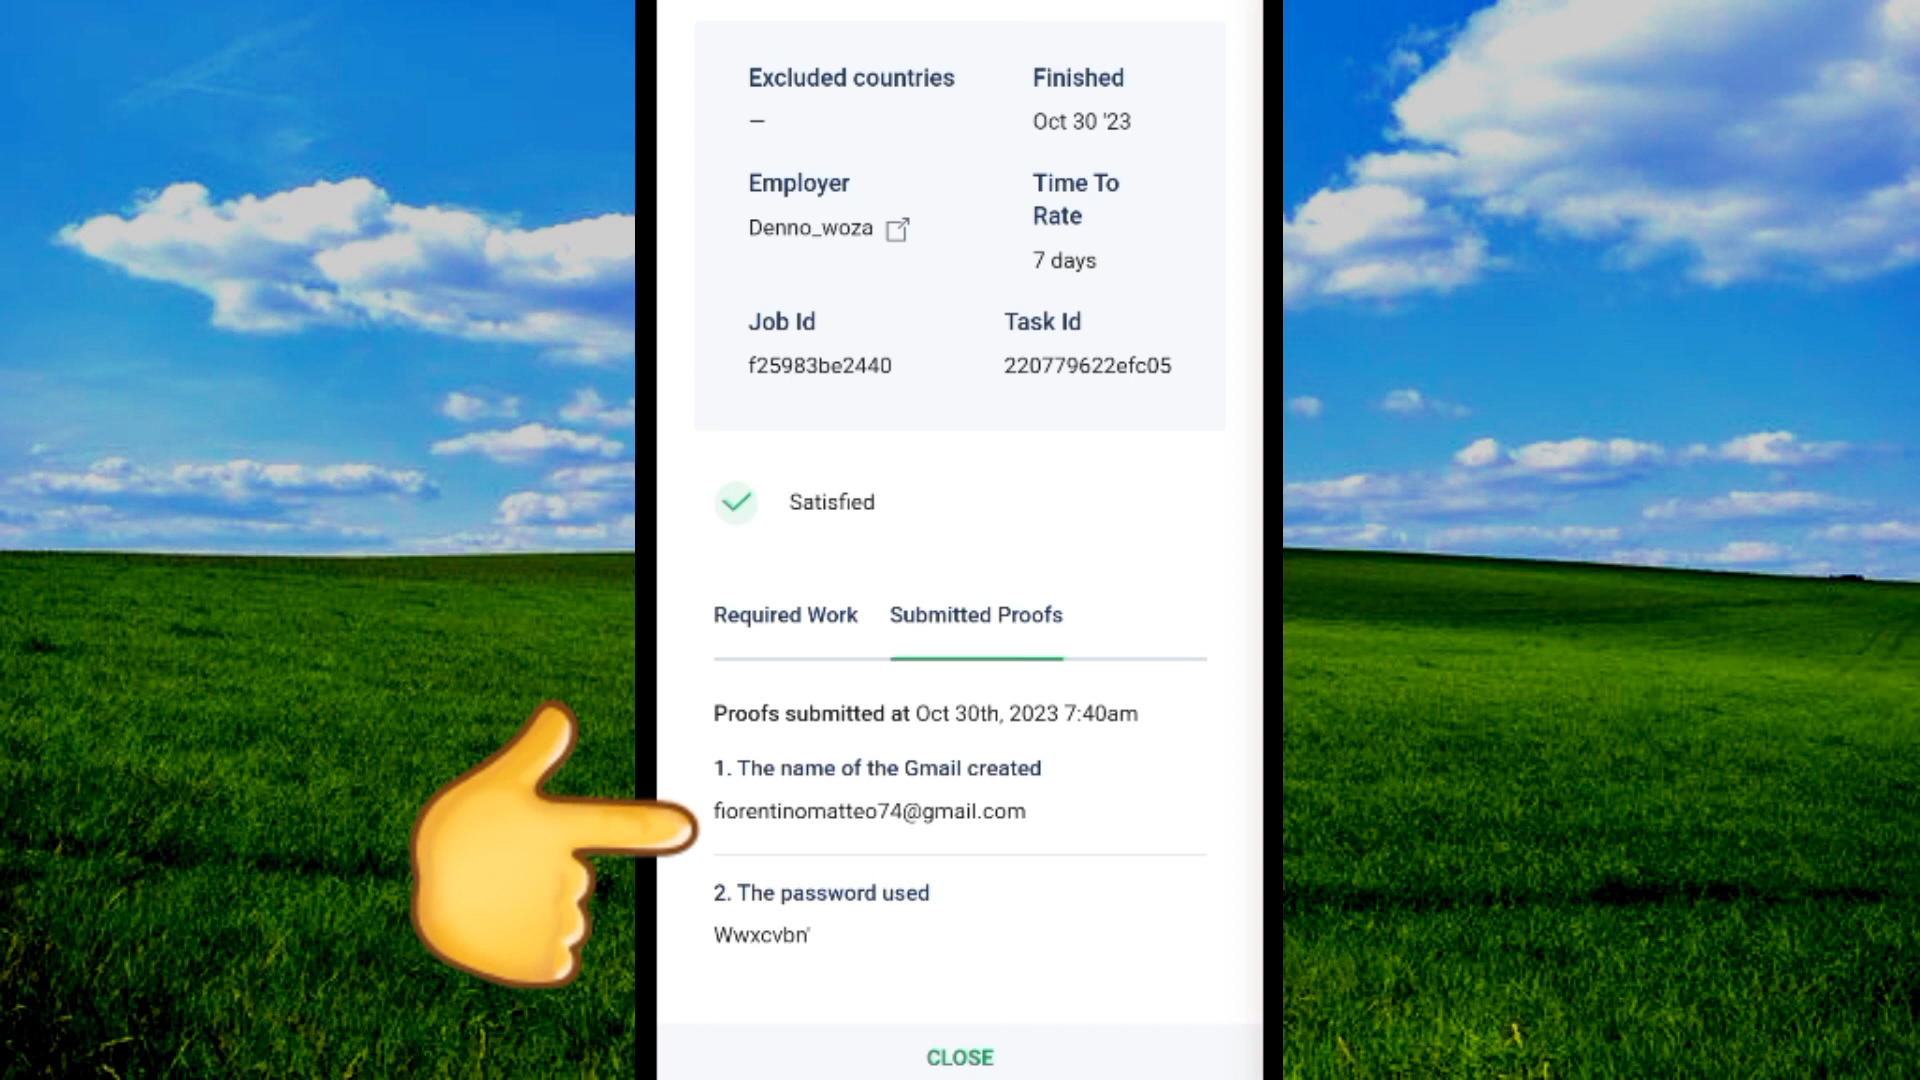 Excluded countries
Finished
—
Oct 30 '23
Employer
Time To
Rate
Denno_woza
7 days
Job Id
Task Id
f25983be2440
220779622efc05
Satisfied
Required Work
Submitted Proofs
Proofs submitted at Oct 30th, 2023 7:40am
1. The name of the Gmail created
fiorentinomatteo74@gmail.com
2. The password used
Wwxcvbn'
CLOSE